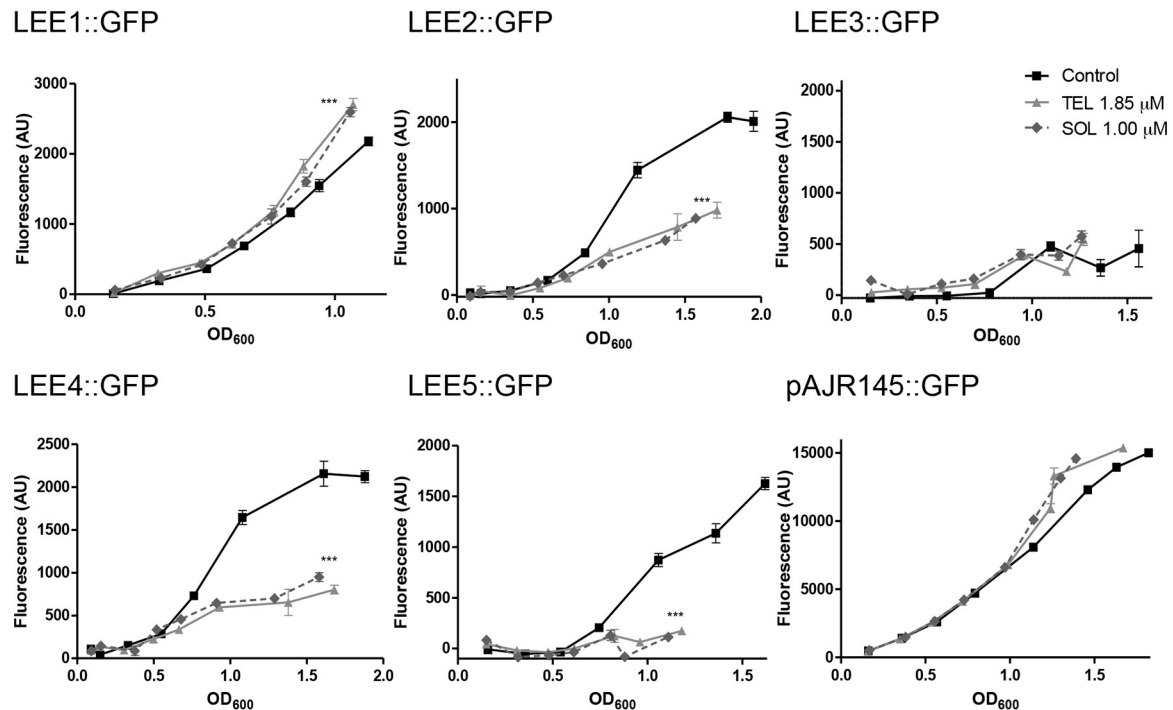 LEE1::GFP
LEE2::GFP
LEE3::GFP
Control
TEL 1.85 μM
SOL 1.00 μM
Fluorescence (AU)
3000
2000
1000
0
***
0.0 0.5 1.0
OD600
Fluorescence (AU)
2000
1000
0
***
0.0 0.5 1.0 1.5 2.0
OD600
Fluorescence (AU)
2000
1500
1000
500
0
0.0 0.5 1.0 1.5
OD600
LEE4::GFP
LEE5::GFP
pAJR145::GFP
Fluorescence (AU)
2500
2000
1500
1000
500
0
***
0.0 0.5 1.0 1.5 2.0
OD600
Fluorescence (AU)
2000
1500
1000
500
0
***
0.0 0.5 1.0 1.5
OD600
Fluorescence (AU)
15000
10000
5000
0
0.0 0.5 1.0 1.5
OD600